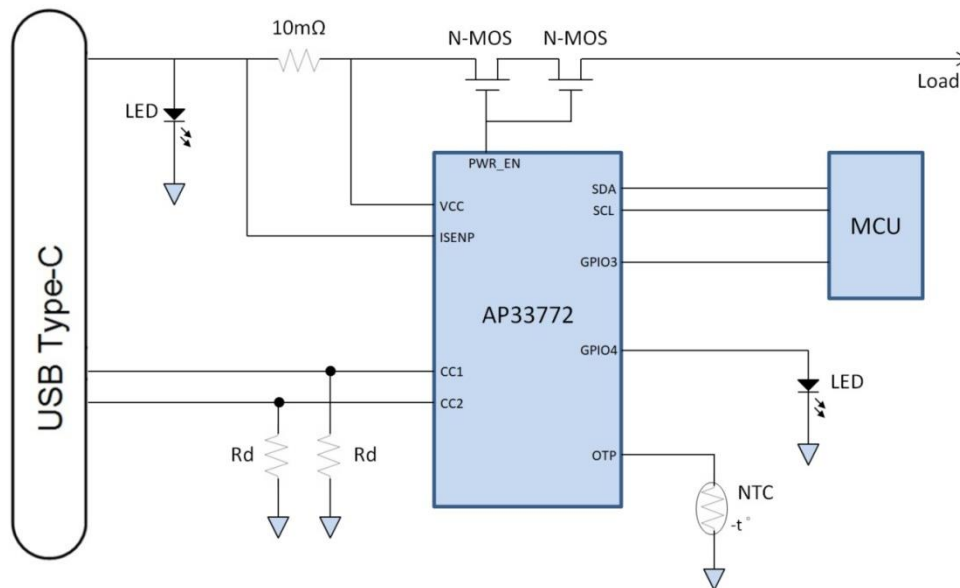 10mΩ
N-MOS N-MOS
Load
LED
PWR_EN
SDA
VCC
SCL
MCU
ISENP
GPIO3
USB Type-C
AP33772
GPIO4
CC1
LED
CC2
Rd Rd
OTP
NTC
-t°